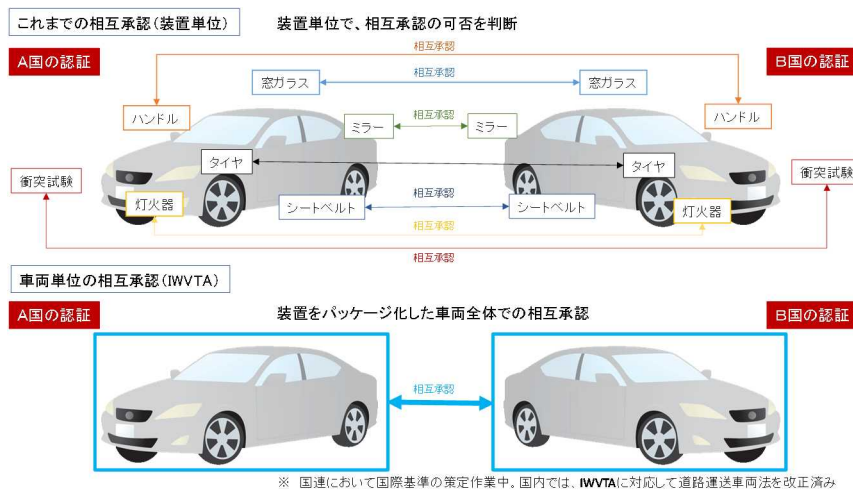 これまでの相互承認(装置単位)
装置単位で、相互承認の可否を判断
A国の認証
B国の認証
相互承認
窓ガラス
相互承認
窓ガラス
ハンドル
ハンドル
ミラー
相互承認
ミラー
タイヤ
タイヤ
衝突試験
衝突試験
シートベルト
相互承認
シートベルト
灯火器
灯火器
相互承認
相互承認
車両単位の相互承認(IWVTA)
A国の認証
装置をパッケージ化した車両全体での相互承認
B国の認証
相互承認
※ 国連において国際基準の策定作業中。国内では、IWVTAに対応して道路運送車両法を改正済み